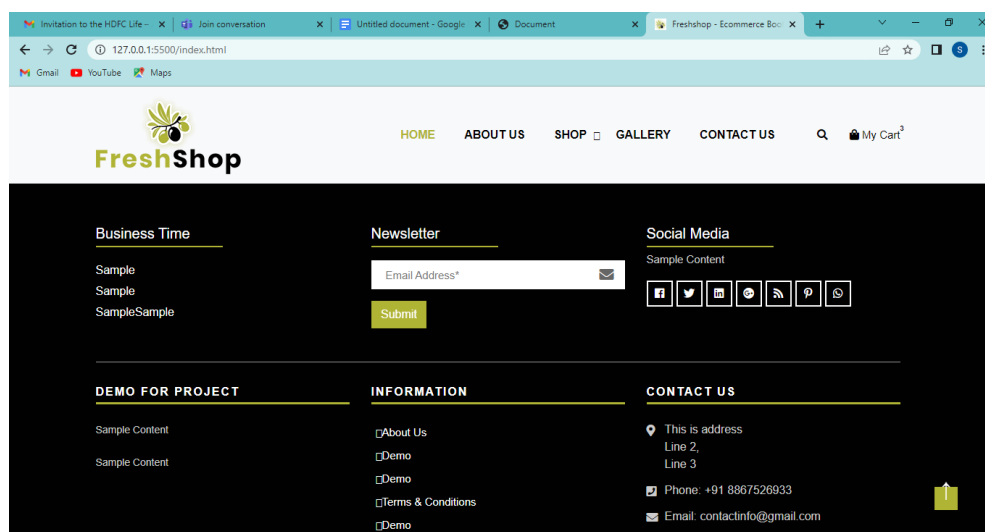 Invitation to the HDFC Life –
Join conversation
Untitled document - Google
Document
Freshshop - Ecommerce Boo
127.0.0.1:5500/index.html
S
Gmail YouTube Maps
FreshShop
HOME ABOUT US SHOP GALLERY CONTACT US My Cart 3
Business Time
Sample
Sample
SampleSample
Newsletter
Email Address*
Submit
Social Media
Sample Content
DEMO FOR PROJECT
Sample Content
Sample Content
INFORMATION
About Us
Demo
Demo
Terms & Conditions
Demo
CONTACT US
This is address
Line 2,
Line 3
Phone: +91 8867526933
Email: contactinfo@gmail.com